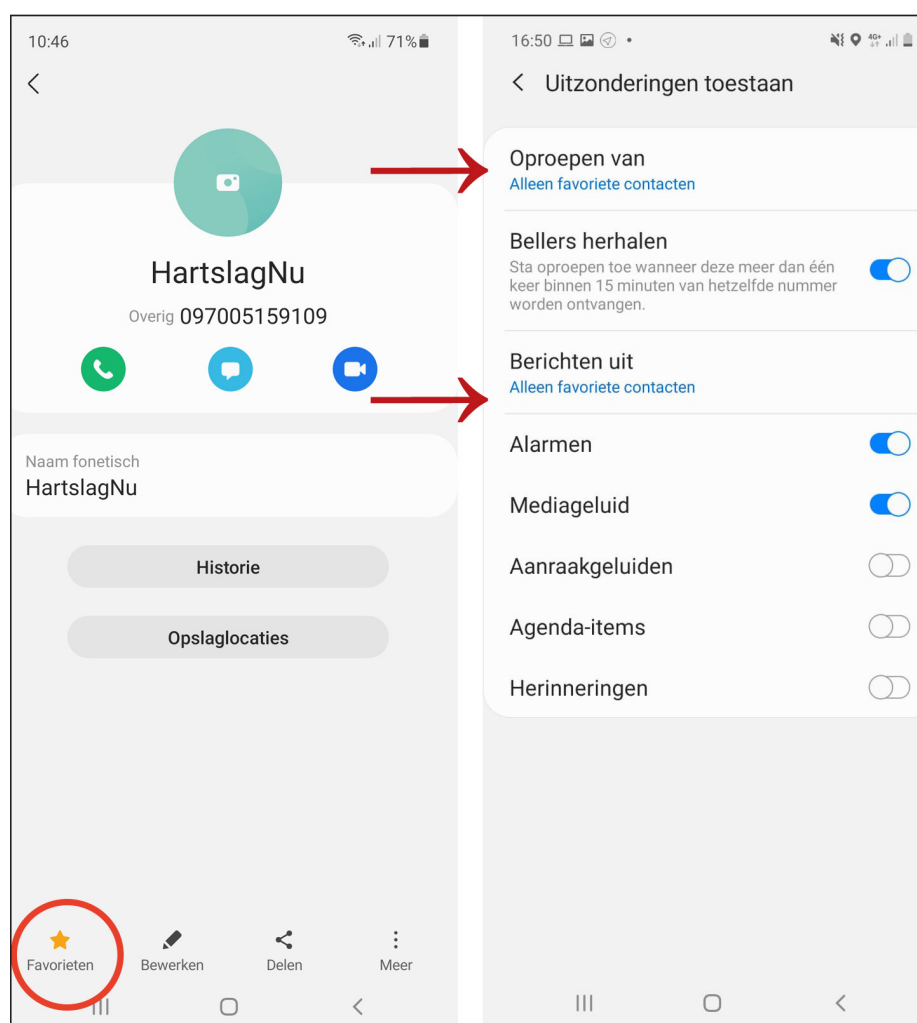 10:46
71%
HartslagNu
Overig 097005159109
Naam fonetisch
HartslagNu
Historie
Opslaglocaties
Favorieten
Bewerken
Delen
Meer
16:50
4G+
Uitzonderingen toestaan
Oproepen van
Alleen favoriete contacten
Bellers herhalen
Sta oproepen toe wanneer deze meer dan één
keer binnen 15 minuten van hetzelfde nummer
worden ontvangen.
Berichten uit
Alleen favoriete contacten
Alarmen
Mediageluid
Aanraakgeluiden
Agenda-items
Herinneringen